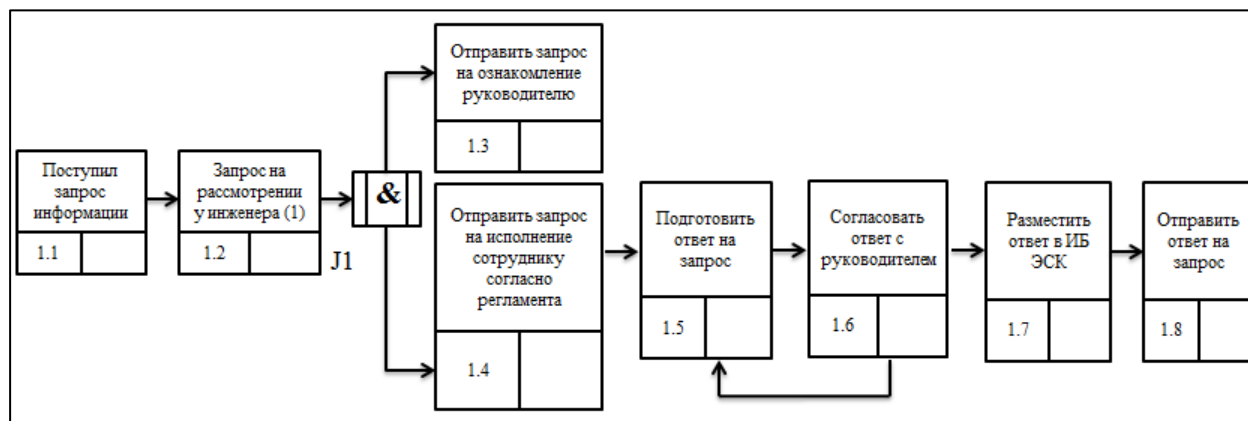 Поступил
запрос
информации
1.1
Запрос на
рассмотрении
у инженера (1)
1.2
J1
&
Отправить запрос
на ознакомление
руководителю
1.3
Отправить запрос
на исполнение
сотруднику
согласно
регламента
1.4
Подготовить
ответ на
запрос
1.5
Согласовать
ответ с
руководителем
1.6
Разместить
ответ в ИБ
ЭСК
1.7
Отправить
ответ на
запрос
1.8